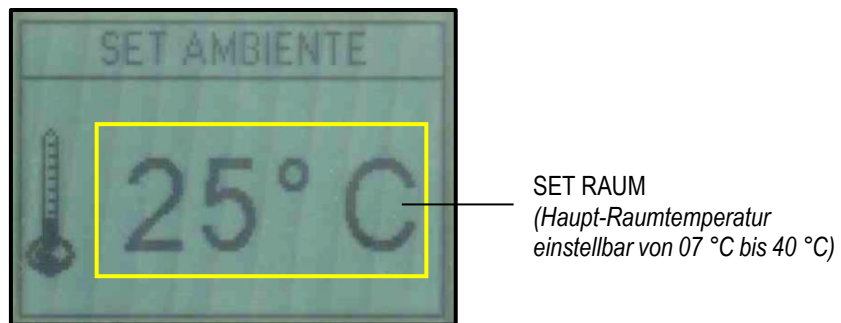 SET AMBIENTE
25° C
SET RAUM
(Haupt-Raumtemperatur
einstellbar von 07 °C bis 40 °C)